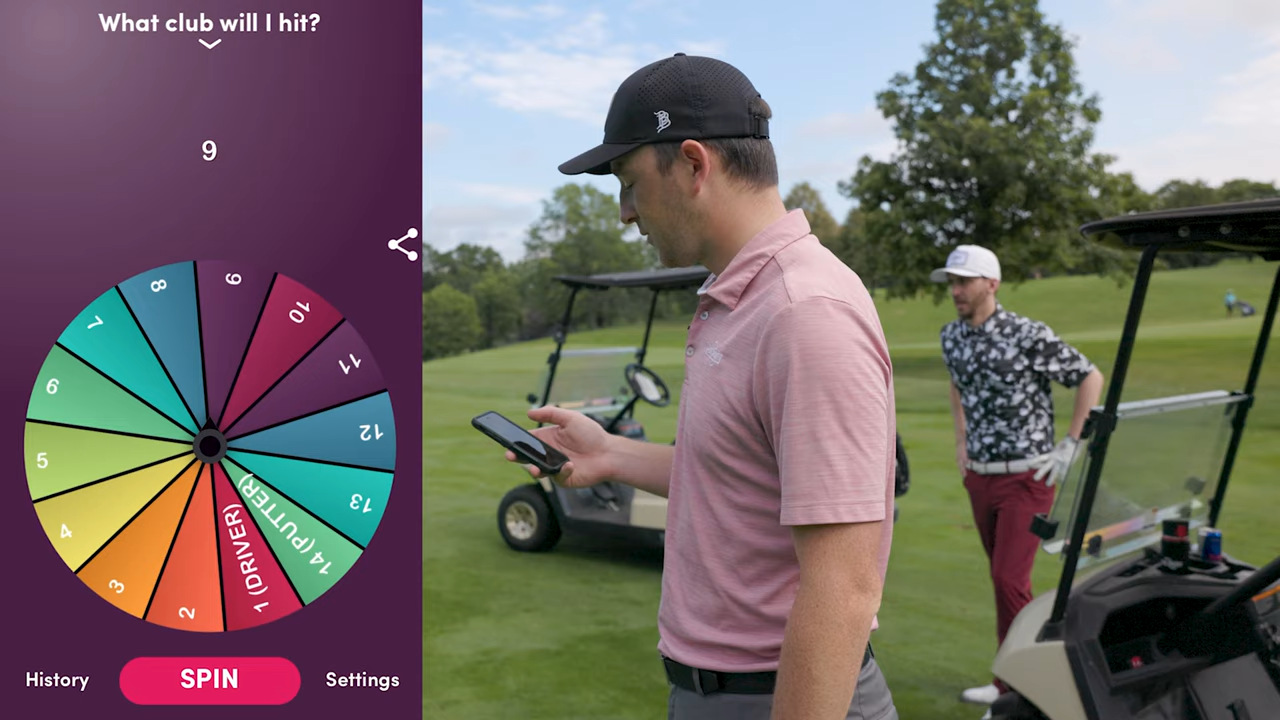 What club will I hit?
9
8
9
10
11
12
13
14 (PUTTER)
1 (DRIVER)
2
3
4
5
6
7
History
SPIN
Settings
B